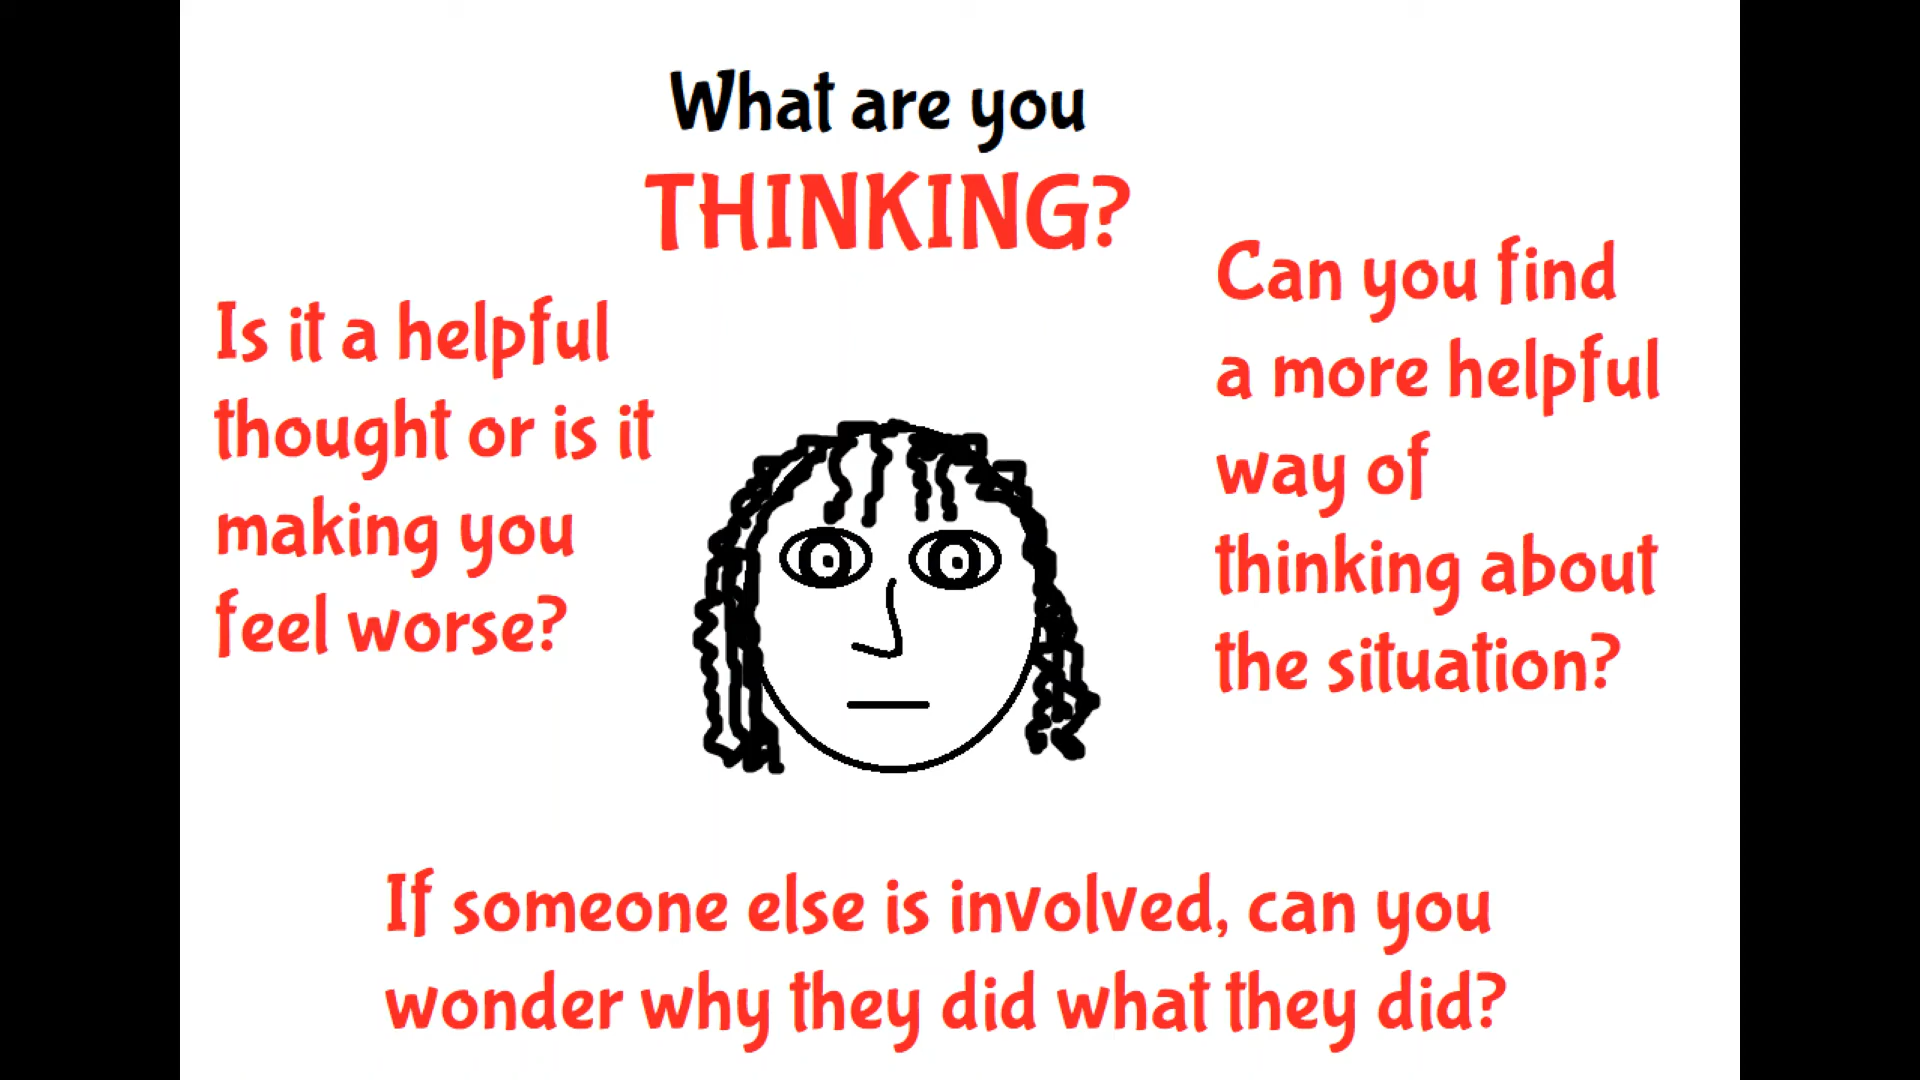 What are you
THINKING?
Is it a helpful
thought or is it
making you
feel worse?
Can you find
a more helpful
way of
thinking about
the situation?
If someone else is involved, can you
wonder why they did what they did?